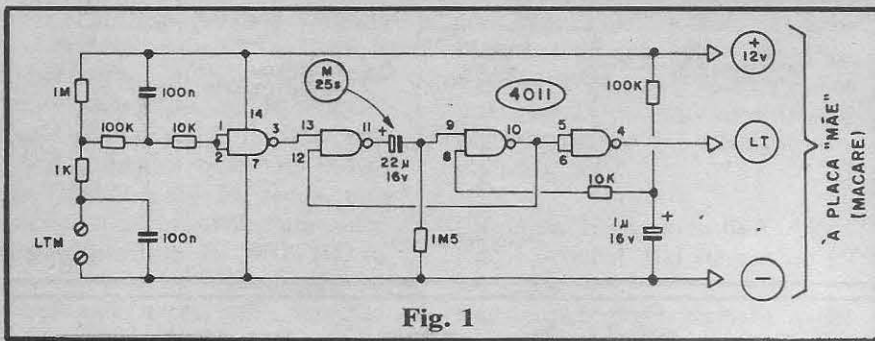 1M
100n
100K
10K
1
2
14
3
7
1K
LTM
100n
M
25s
13
12
11
+
22µ
16v
1M5
4011
9
8
10
5
6
4
100K
10K
1µ
16v
+
+
12v
LT
−
À PLACA "MÃE"
(MACARE)
Fig. 1